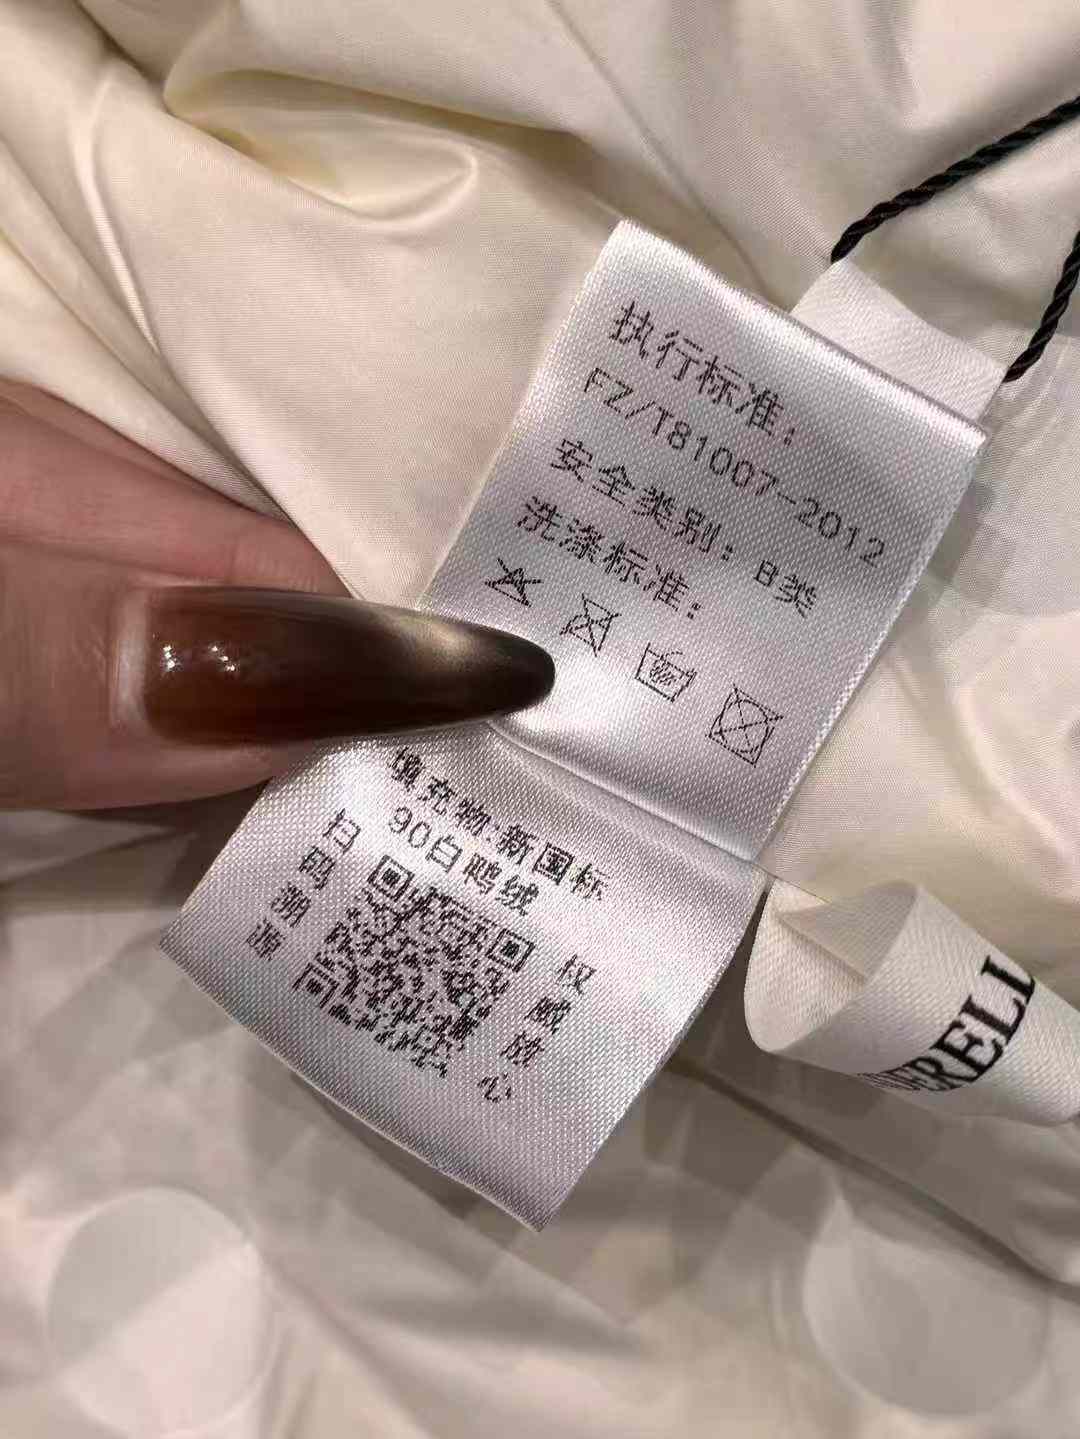 执行标准：
FZ/T81007-2012
安全类别：B类
洗涤标准：
填充物:新国标
90白鸭绒
扫码溯源
权威放心